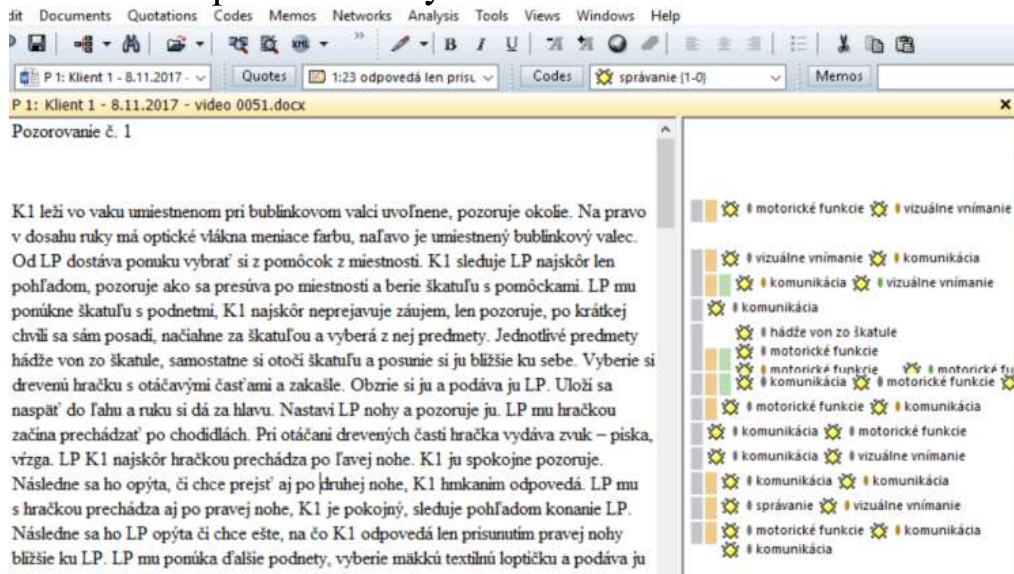 dit Documents Quotations Codes Memos Networks Analysis Tools Views Windows Help
B I U A A
P 1: Klient 1 - 8.11.2017 - Quotes 1:23 odpovedá len prisu Codes správanie {1-0} Memos
P 1: Klient 1 - 8.11.2017 - video 0051.docx
Pozorovanie č. 1
K1 leží vo vaku umiestnenom pri bublinkovom valci uvoľnene, pozoruje okolie. Na pravo
v dosahu ruky má optické vlákna meniace farbu, naľavo je umiestnený bublinkový valec.
Od LP dostáva ponuku vybrať si z pomôcok z miestnosti. K1 sleduje LP najskôr len
pohľadom, pozoruje ako sa presúva po miestnosti a berie škatuľu s pomôckami. LP mu
ponúkne škatuľu s podnetmi, K1 najskôr neprejavuje záujem, len pozoruje, po krátkej
chvíli sa sám posadí, načiahne za škatuľou a vyberá z nej predmety. Jednotlivé predmety
hádže von zo škatule, samostatne si otočí škatuľu a posunie si ju bližšie ku sebe. Vyberie si
drevenú hračku s otáčavými časťami a zakašle. Obzrie si ju a podáva ju LP. Uloží sa
naspäť do ľahu a ruku si dá za hlavu. Nastaví LP nohy a pozoruje ju. LP mu hračkou
začína prechádzať po chodidlách. Pri otáčaní drevených častí hračka vydáva zvuk – piska,
vŕzga. LP K1 najskôr hračkou prechádza po ľavej nohe. K1 ju spokojne pozoruje.
Následne sa ho opýta, či chce prejsť aj po druhej nohe, K1 hmkaním odpovedá. LP mu
s hračkou prechádza aj po pravej nohe, K1 je pokojný, sleduje pohľadom konanie LP.
Následne sa ho LP opýta či chce ešte, na čo K1 odpovedá len prisunutím pravej nohy
bližšie ku LP. LP mu ponúka ďalšie podnety, vyberie mäkkú textilnú loptičku a podáva ju
motorické funkcie vizuálne vnímanie
vizuálne vnímanie komunikácia
komunikácia vizuálne vnímanie
komunikácia
hádže von zo škatule
motorické funkcie
motorické funkcie motorické fu
komunikácia motorické funkcie
motorické funkcie komunikácia
komunikácia motorické funkcie
komunikácia vizuálne vnímanie
komunikácia komunikácia
správanie vizuálne vnímanie
motorické funkcie komunikácia
komunikácia